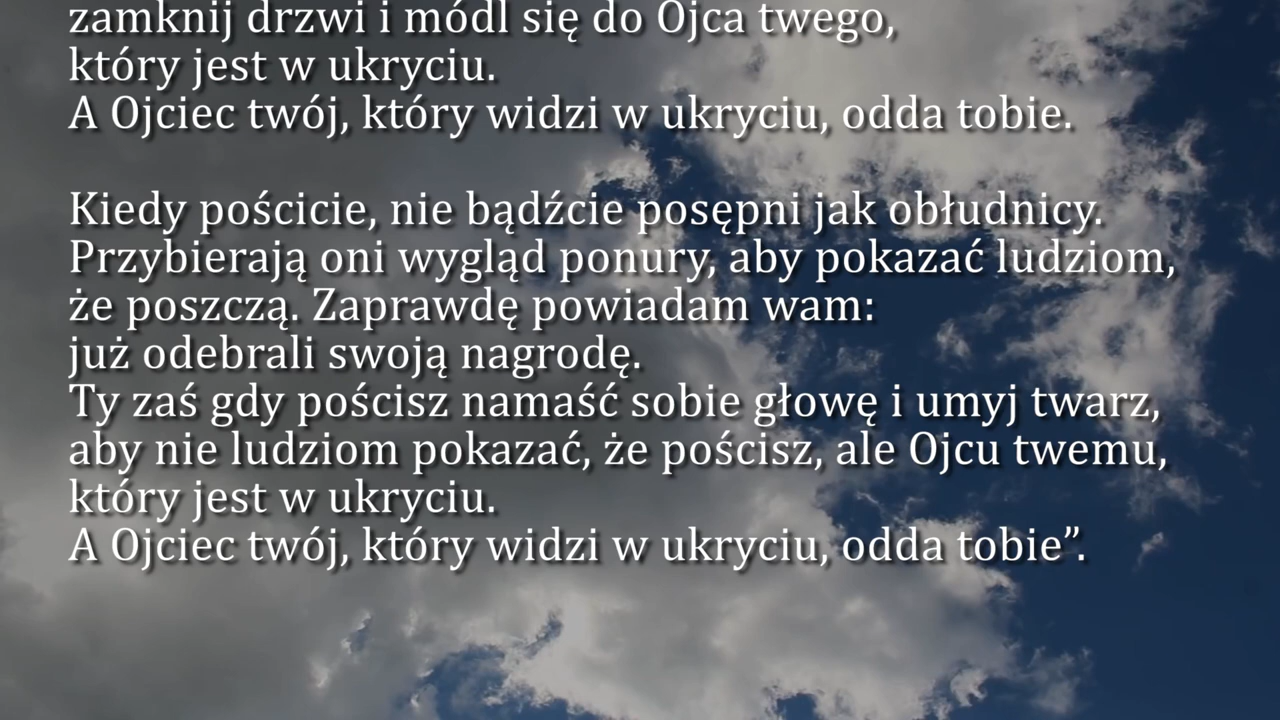 zamknij drzwi i módl się do Ojca twego,
który jest w ukryciu.
A Ojciec twój, który widzi w ukryciu, odda tobie.
Kiedy pościcie, nie bądźcie posępni jak obłudnicy.
Przybierają oni wygląd ponury, aby pokazać ludziom,
że poszczą. Zaprawdę powiadam wam:
już odebrali swoją nagrodę.
Ty zaś gdy pościsz namaść sobie głowę i umyj twarz,
aby nie ludziom pokazać, że pościsz, ale Ojcu twemu,
który jest w ukryciu.
A Ojciec twój, który widzi w ukryciu, odda tobie”.